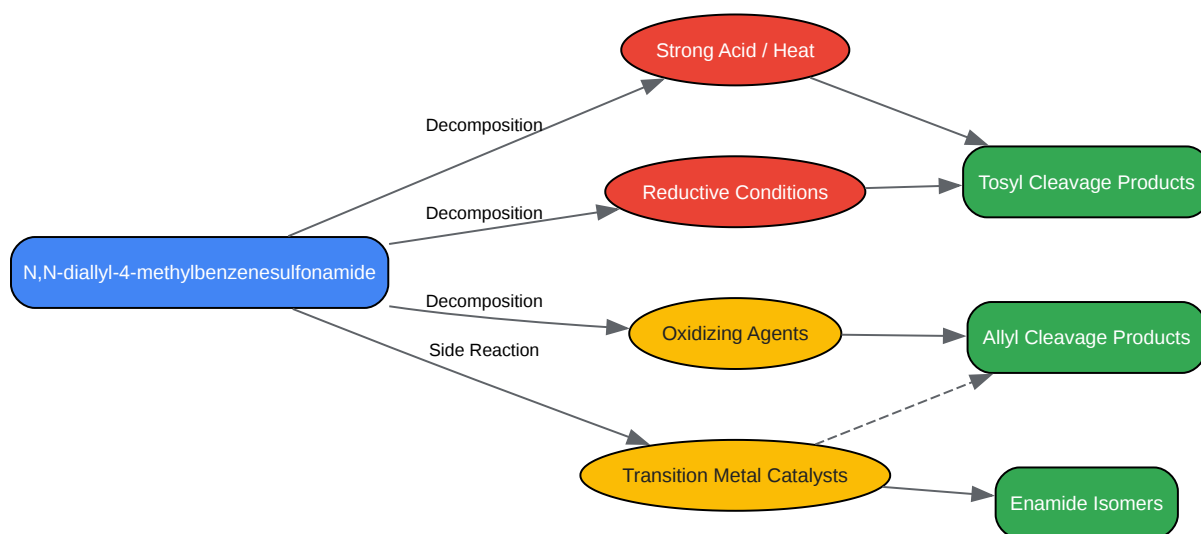 Strong Acid / Heat
Decomposition
Tosyl Cleavage Products
Reductive Conditions
Decomposition
N,N-diallyl-4-methylbenzenesulfonamide
Decomposition
Oxidizing Agents
Allyl Cleavage Products
Side Reaction
Transition Metal Catalysts
Enamide Isomers